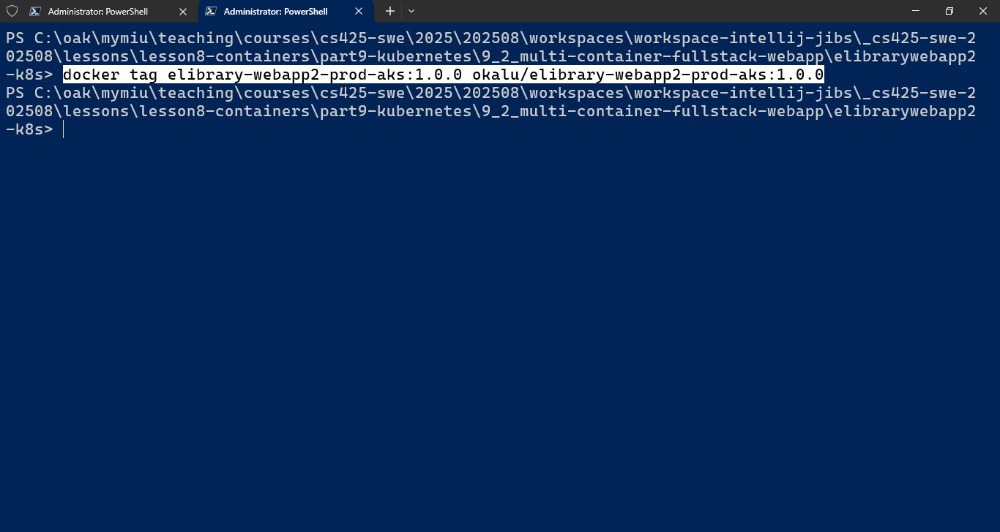 Administrator: PowerShell
Administrator: PowerShell
PS C:\oak\mymiu\teaching\courses\cs425-swe\2025\202508\workspaces\workspace-intellij-jibs\_cs425-swe-2
02508\lessons\lesson8-containers\part9-kubernetes\9_2_multi-container-fullstack-webapp\elibrarywebapp2
-k8s> docker tag elibrary-webapp2-prod-aks:1.0.0 okalu/elibrary-webapp2-prod-aks:1.0.0
PS C:\oak\mymiu\teaching\courses\cs425-swe\2025\202508\workspaces\workspace-intellij-jibs\_cs425-swe-2
02508\lessons\lesson8-containers\part9-kubernetes\9_2_multi-container-fullstack-webapp\elibrarywebapp2
-k8s>